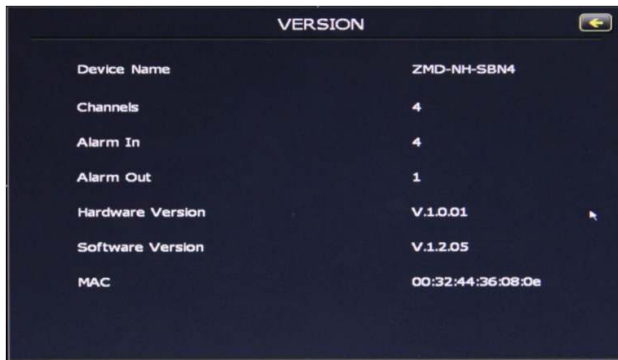 VERSION
Device Name ZMD-NH-SBN4
Channels 4
Alarm In 4
Alarm Out 1
Hardware Version V.1.0.01
Software Version V.1.2.05
MAC 00:32:44:36:08:0e